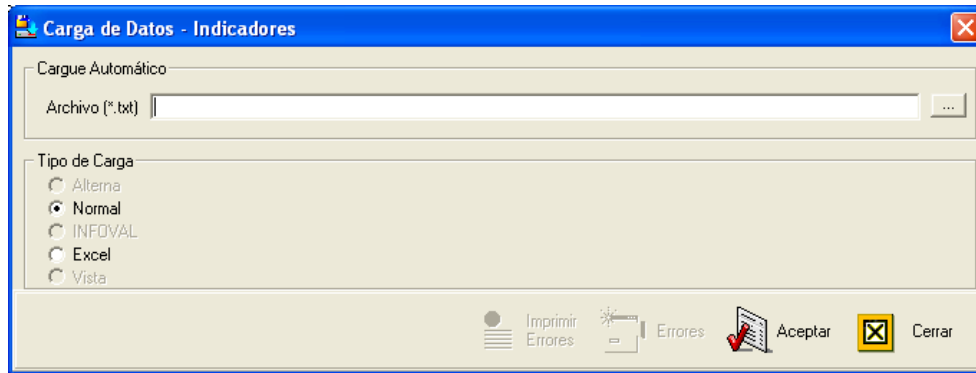 Carga de Datos - Indicadores
Cargue Automático
Archivo (*.txt)
...
Tipo de Carga
Alterna
Normal
INFOVAL
Excel
Vista
Imprimir
Errores
Errores
Aceptar
Cerrar